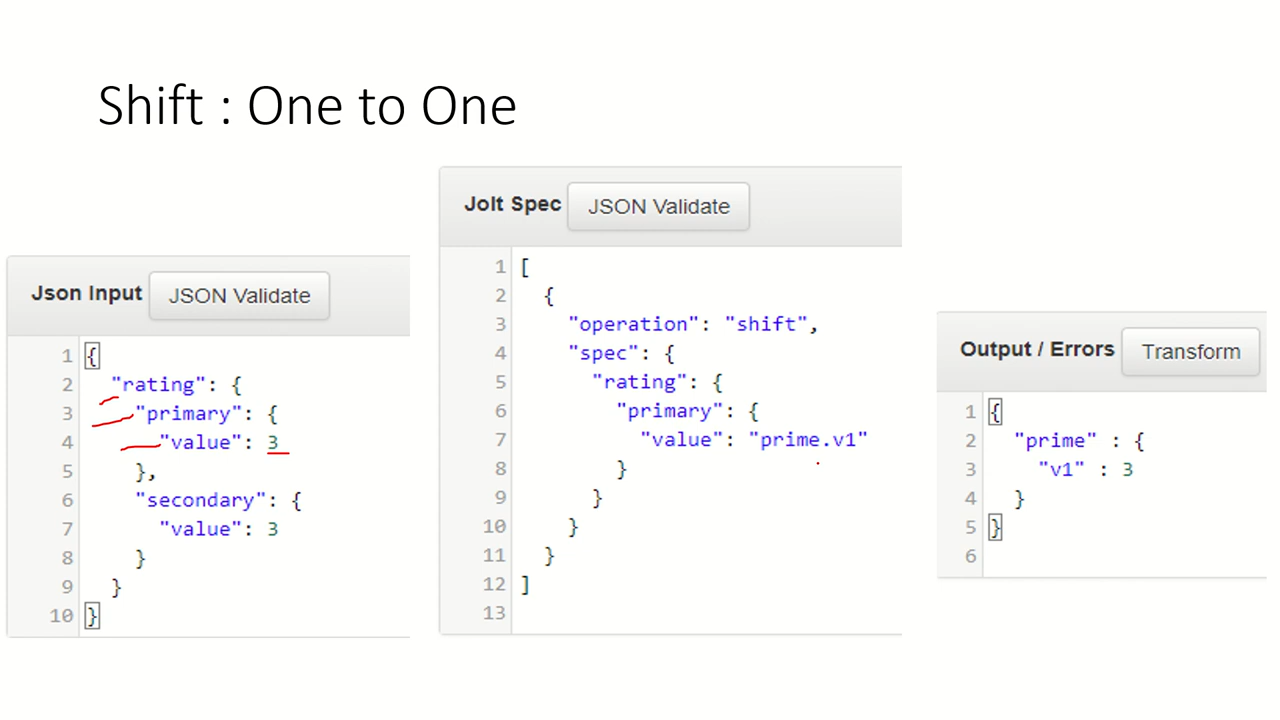 Shift : One to One
Json Input JSON Validate
1 {
2 "rating": {
3 "primary": {
4 "value": 3
5 },
6 "secondary": {
7 "value": 3
8 }
9 }
10 }
Jolt Spec JSON Validate
1 [
2 {
3 "operation": "shift",
4 "spec": {
5 "rating": {
6 "primary": {
7 "value": "prime.v1"
8 }
9 }
10 }
11 }
12 ]
13
Output / Errors Transform
1 {
2 "prime" : {
3 "v1" : 3
4 }
5 }
6